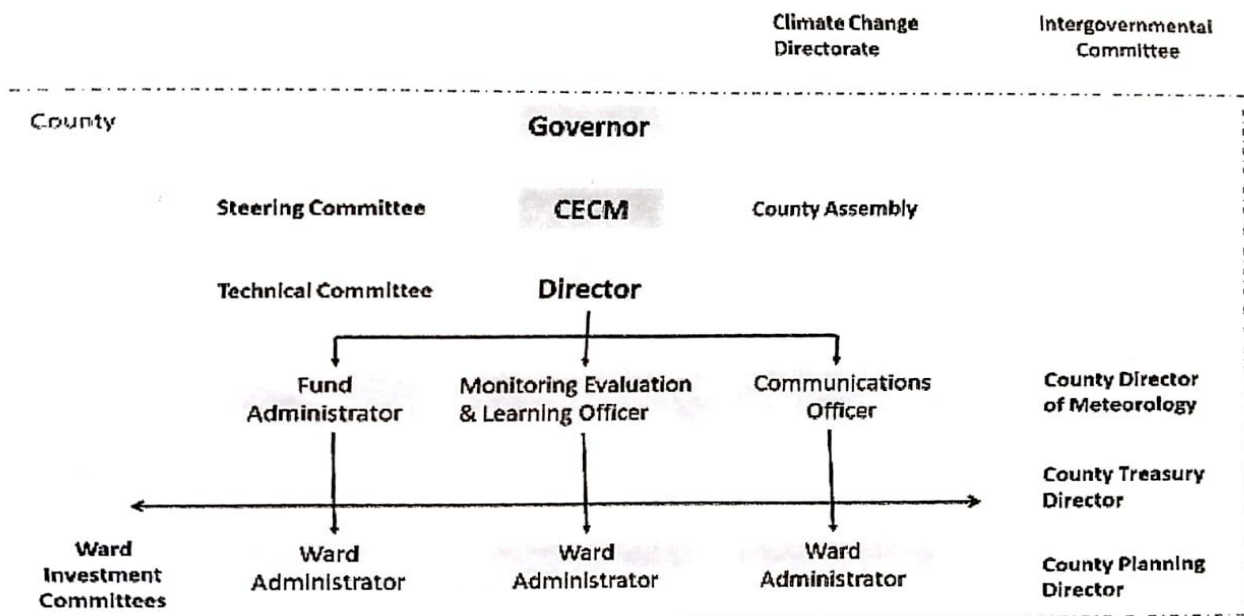 Climate Change
Directorate
Intergovernmental
Committee
County
Governor
Steering Committee
CECM
County Assembly
Technical Committee
Director
Fund
Administrator
Monitoring Evaluation
& Learning Officer
Communications
Officer
County Director
of Meteorology
County Treasury
Director
Ward
Investment
Committees
Ward
Administrator
Ward
Administrator
Ward
Administrator
County Planning
Director